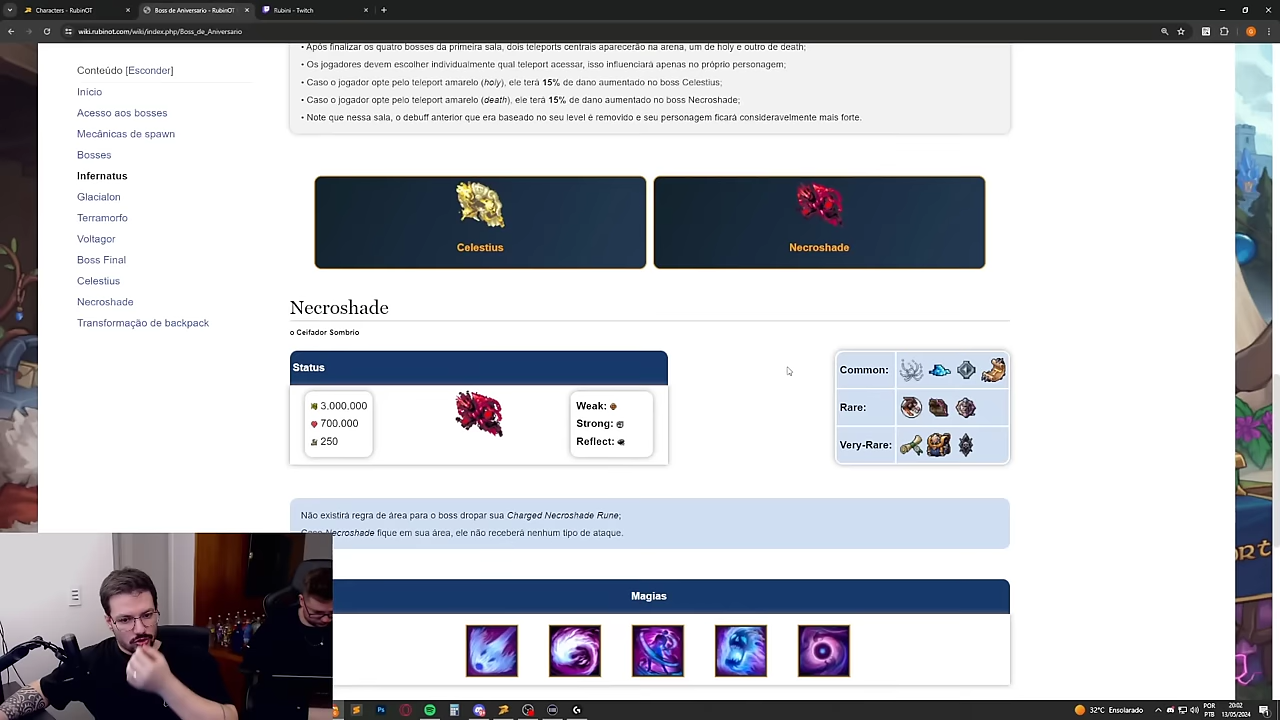 Characters - RubinOT
Boss de Aniversario - RubinOT
Rubini - Twitch
wiki.rubinot.com/wiki/index.php/Boss_de_Aniversario
Conteúdo [Esconder]
Início
Acesso aos bosses
Mecânicas de spawn
Bosses
Infernatus
Glacialon
Terramorfo
Voltagor
Boss Final
Celestius
Necroshade
Transformação de backpack
• Após finalizar os quatro bosses da primeira sala, dois teleports centrais aparecerão na arena, um de holy e outro de death;
• Os jogadores devem escolher individualmente qual teleport acessar, isso influenciará apenas no próprio personagem;
• Caso o jogador opte pelo teleport amarelo (holy), ele terá 15% de dano aumentado no boss Celestius;
• Caso o jogador opte pelo teleport amarelo (death), ele terá 15% de dano aumentado no boss Necroshade;
• Note que nessa sala, o debuff anterior que era baseado no seu level é removido e seu personagem ficará consideravelmente mais forte.
Celestius
Necroshade
Necroshade
o Ceifador Sombrio
Status
3.000.000
700.000
250
Weak:
Strong:
Reflect:
Common:
Rare:
Very-Rare:
Não existirá regra de área para o boss dropar sua Charged Necroshade Rune;
Caso Necroshade fique em sua área, ele não receberá nenhum tipo de ataque.
Magias
32°C Ensolarado
POR
PTB
20:02
13/05/2024